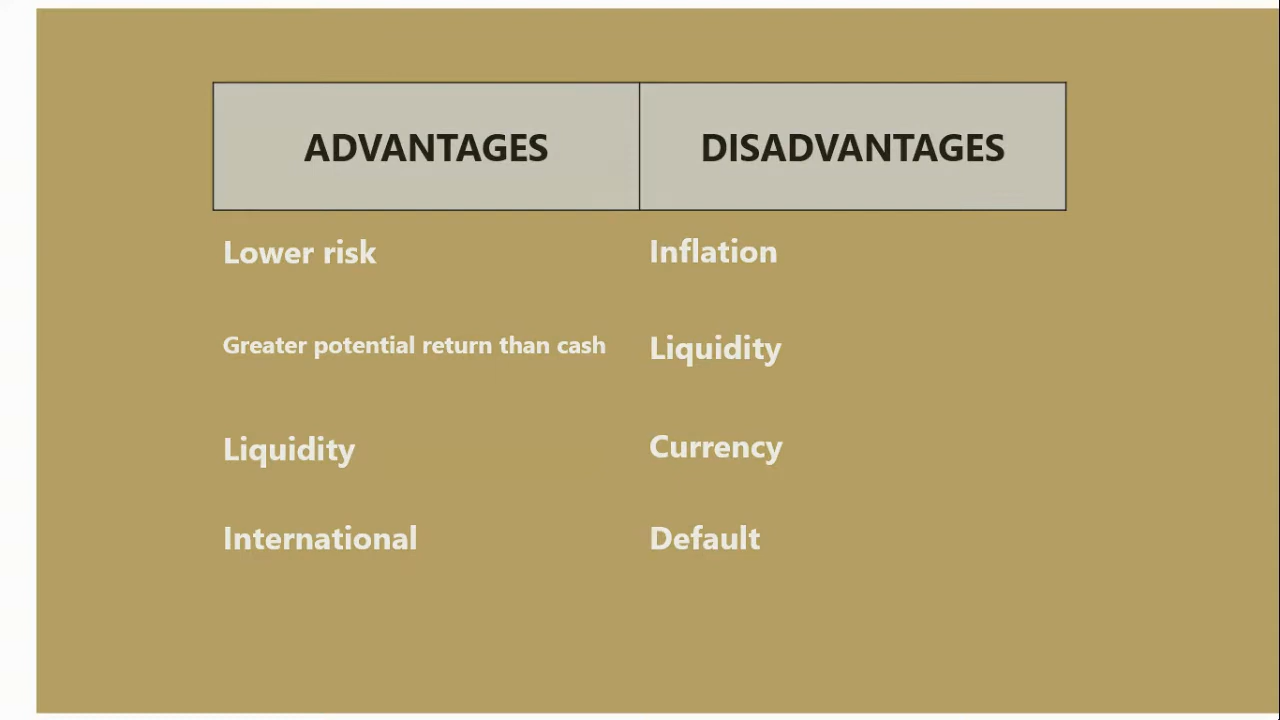 ADVANTAGES DISADVANTAGES
Lower risk Inflation
Greater potential return than cash Liquidity
Liquidity Currency
International Default